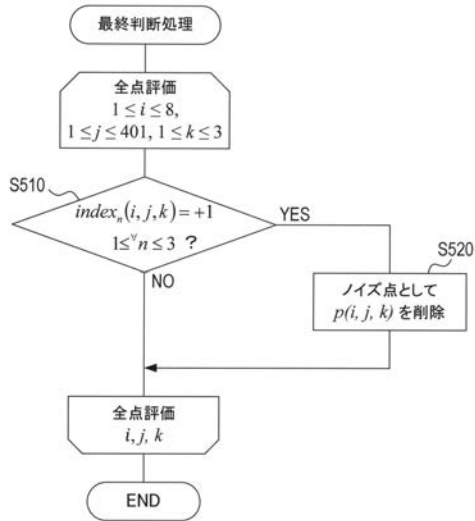 最終判断処理
全点評価
1≤i≤8,
1≤j≤401, 1≤k≤3
S510
indexₙ(i, j, k)=+1
1≤∀n≤3 ?
YES
NO
S520
ノイズ点として
p(i, j, k) を削除
全点評価
i, j, k
END